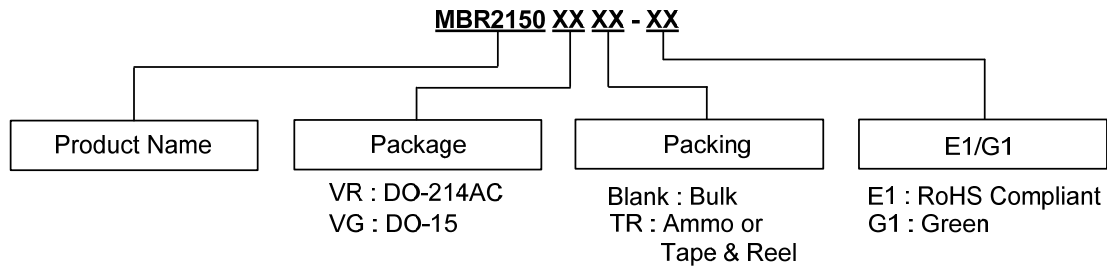 MBR2150 XX XX - XX
Product Name
Package
Packing
E1/G1
VR : DO-214AC
VG : DO-15
Blank : Bulk
TR : Ammo or
Tape & Reel
E1 : RoHS Compliant
G1 : Green